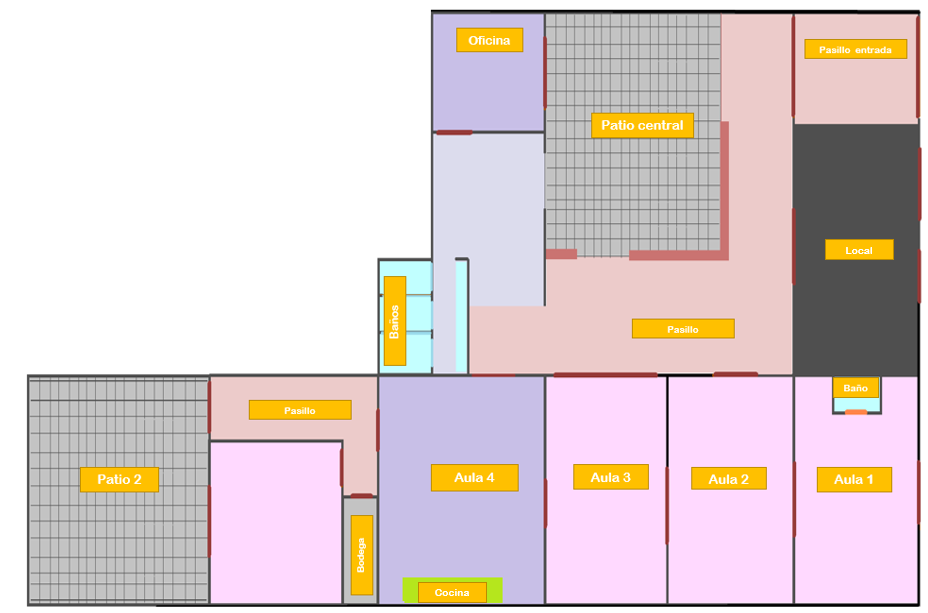 Oficina
Pasillo entrada
Patio central
Local
Baños
Pasillo
Baño
Pasillo
Patio 2
Aula 4
Aula 3
Aula 2
Aula 1
Bodega
Cocina